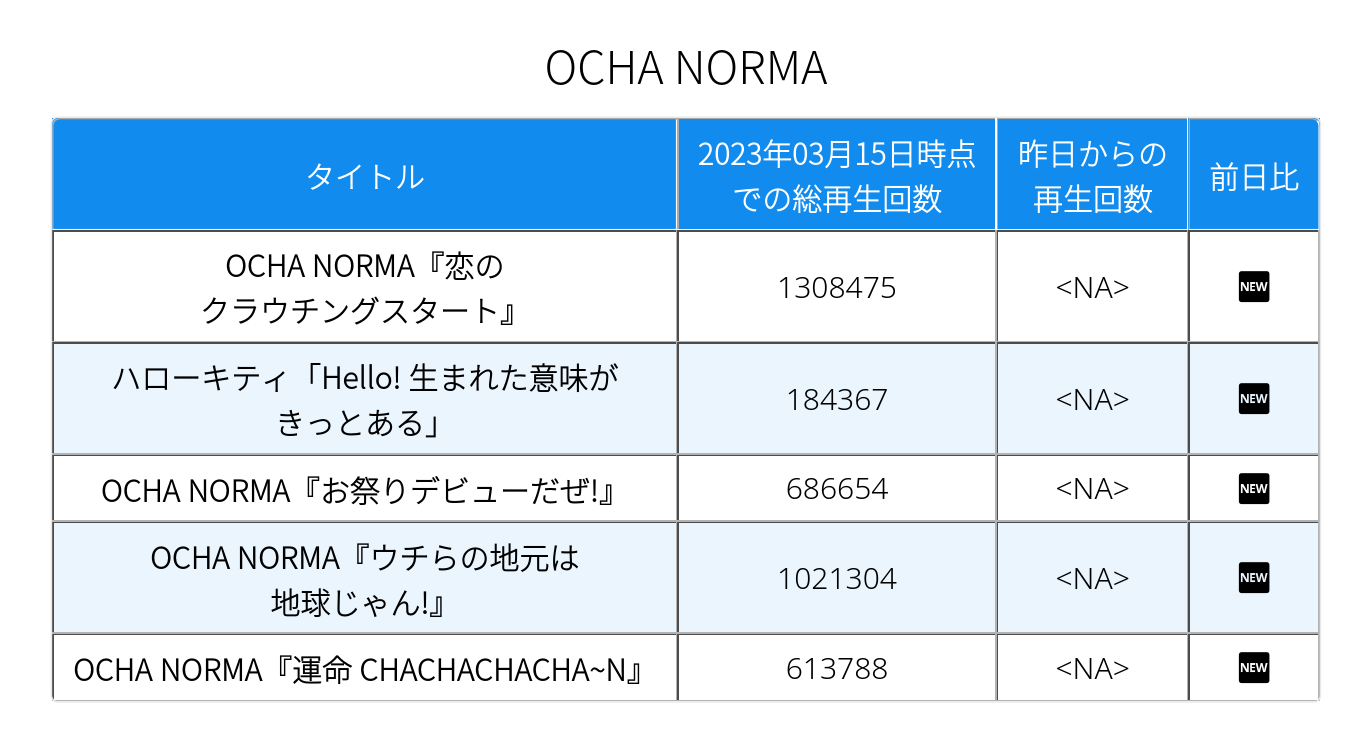 OCHA NORMA
タイトル
2023年03月15日時点
での総再生回数
昨日からの
再生回数
前日比
OCHA NORMA『恋の
クラウチングスタート』
1308475
<NA>
NEW
ハローキティ「Hello! 生まれた意味が
きっとある」
184367
<NA>
NEW
OCHA NORMA『お祭りデビューだぜ!』
686654
<NA>
NEW
OCHA NORMA『ウチらの地元は
地球じゃん!』
1021304
<NA>
NEW
OCHA NORMA『運命 CHACHACHACHA~N』
613788
<NA>
NEW